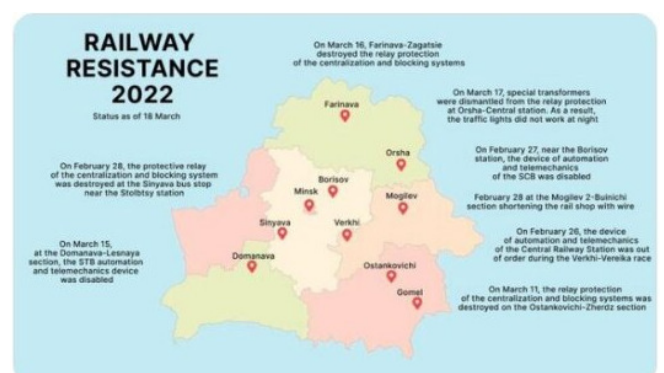 RAILWAY
RESISTANCE
2022
Status as of 18 March
On March 16, Farinava-Zagatsie
destroyed the relay protection
of the centralization and blocking systems
On March 17, special transformers
were dismantled from the relay protection
at Orsha-Central station. As a result,
the traffic lights did not work at night
On February 27, near the Borisov
station, the device of automation
and telemechanics
of the SCB was disabled
February 28 at the Mogilev 2-Buinichi
section shortening the rail shop with wire
On February 26, the device
of automation and telemechanics
of the Central Railway Station was out
of order during the Verkhi-Vereika race
On March 11, the relay protection
of the centralization and blocking systems was
destroyed on the Ostankovichi-Zherdz section
On February 28, the protective relay
of the centralization and blocking system
was destroyed at the Sinyava bus stop
near the Stolbtsy station
On March 15,
at the Domanava-Lesnaya
section, the STB automation
and telemechanics device
was disabled
Farinava
Orsha
Borisov
Minsk
Mogilev
Sinyava
Verkhi
Domanava
Ostankovichi
Gomel